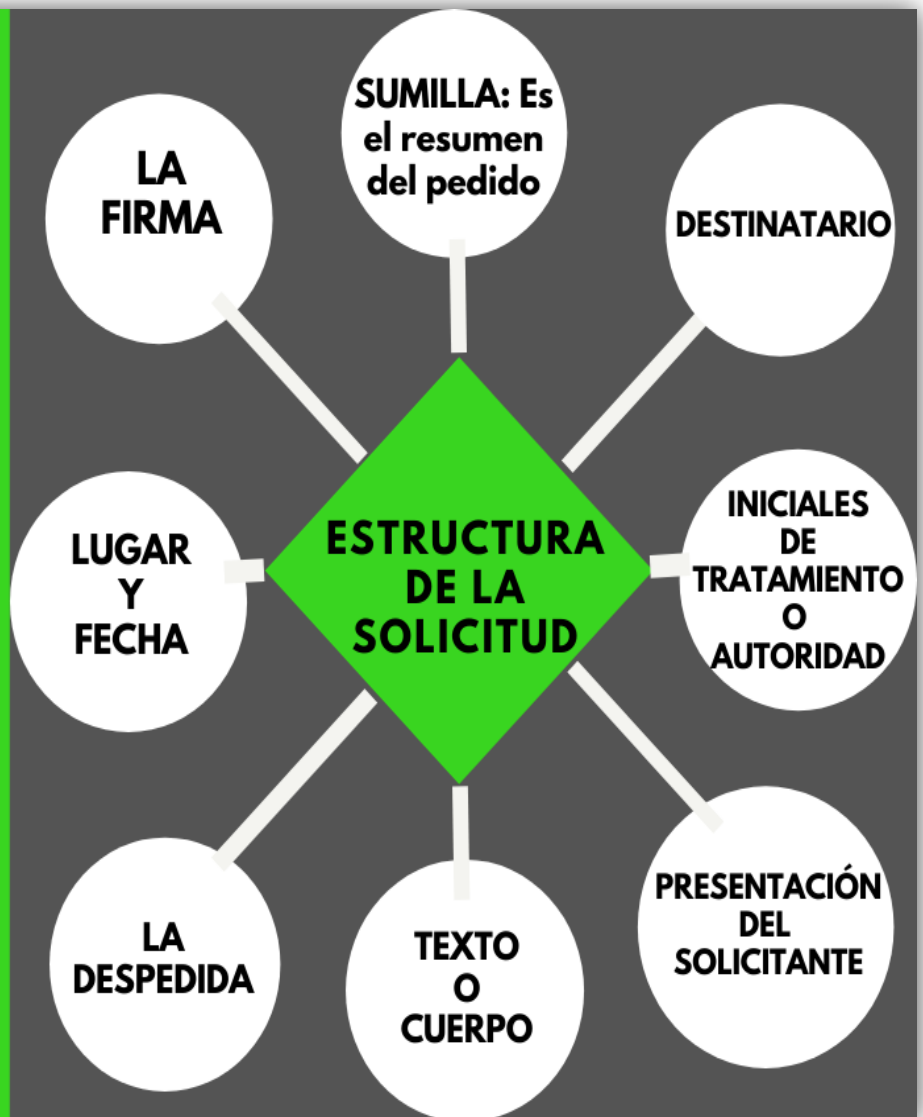 SUMILLA: Es
el resumen
del pedido
DESTINATARIO
INICIALES
DE
TRATAMIENTO
O
AUTORIDAD
PRESENTACIÓN
DEL
SOLICITANTE
TEXTO
O
CUERPO
LA
DESPEDIDA
LUGAR
Y
FECHA
LA
FIRMA
ESTRUCTURA
DE LA
SOLICITUD